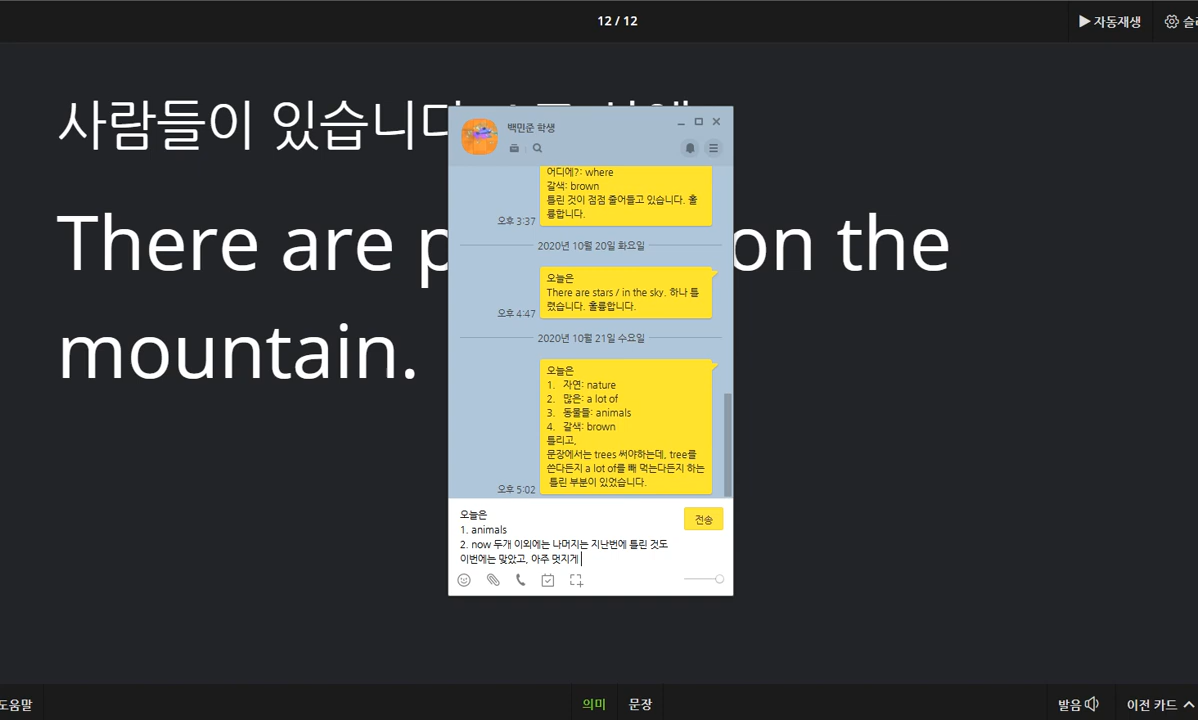 12 / 12
▶자동재생
사람들이 있습니다
There are
on the
mountain.
백민준 학생
어디에?: where
갈색: brown
틀린 것이 점점 줄어들고 있습니다. 훌
륭합니다.
오후 3:37
2020년 10월 20일 화요일
오늘은
There are stars / in the sky. 하나 틀
렸습니다. 훌륭합니다.
오후 4:47
2020년 10월 21일 수요일
오늘은
1. 자연: nature
2. 많은: a lot of
3. 동물들: animals
4. 갈색: brown
틀리고,
문장에서는 trees 써야하는데, tree를
쓴다든지 a lot of를 빼 먹는다든지 하는
틀린 부분이 있었습니다.
오후 5:02
오늘은
1. animals
2. now 두개 이외에는 나머지는 지난번에 틀린 것도
이번에는 맞았고, 아주 멋지게
전송
도움말
의미
문장
발음
이전 카드